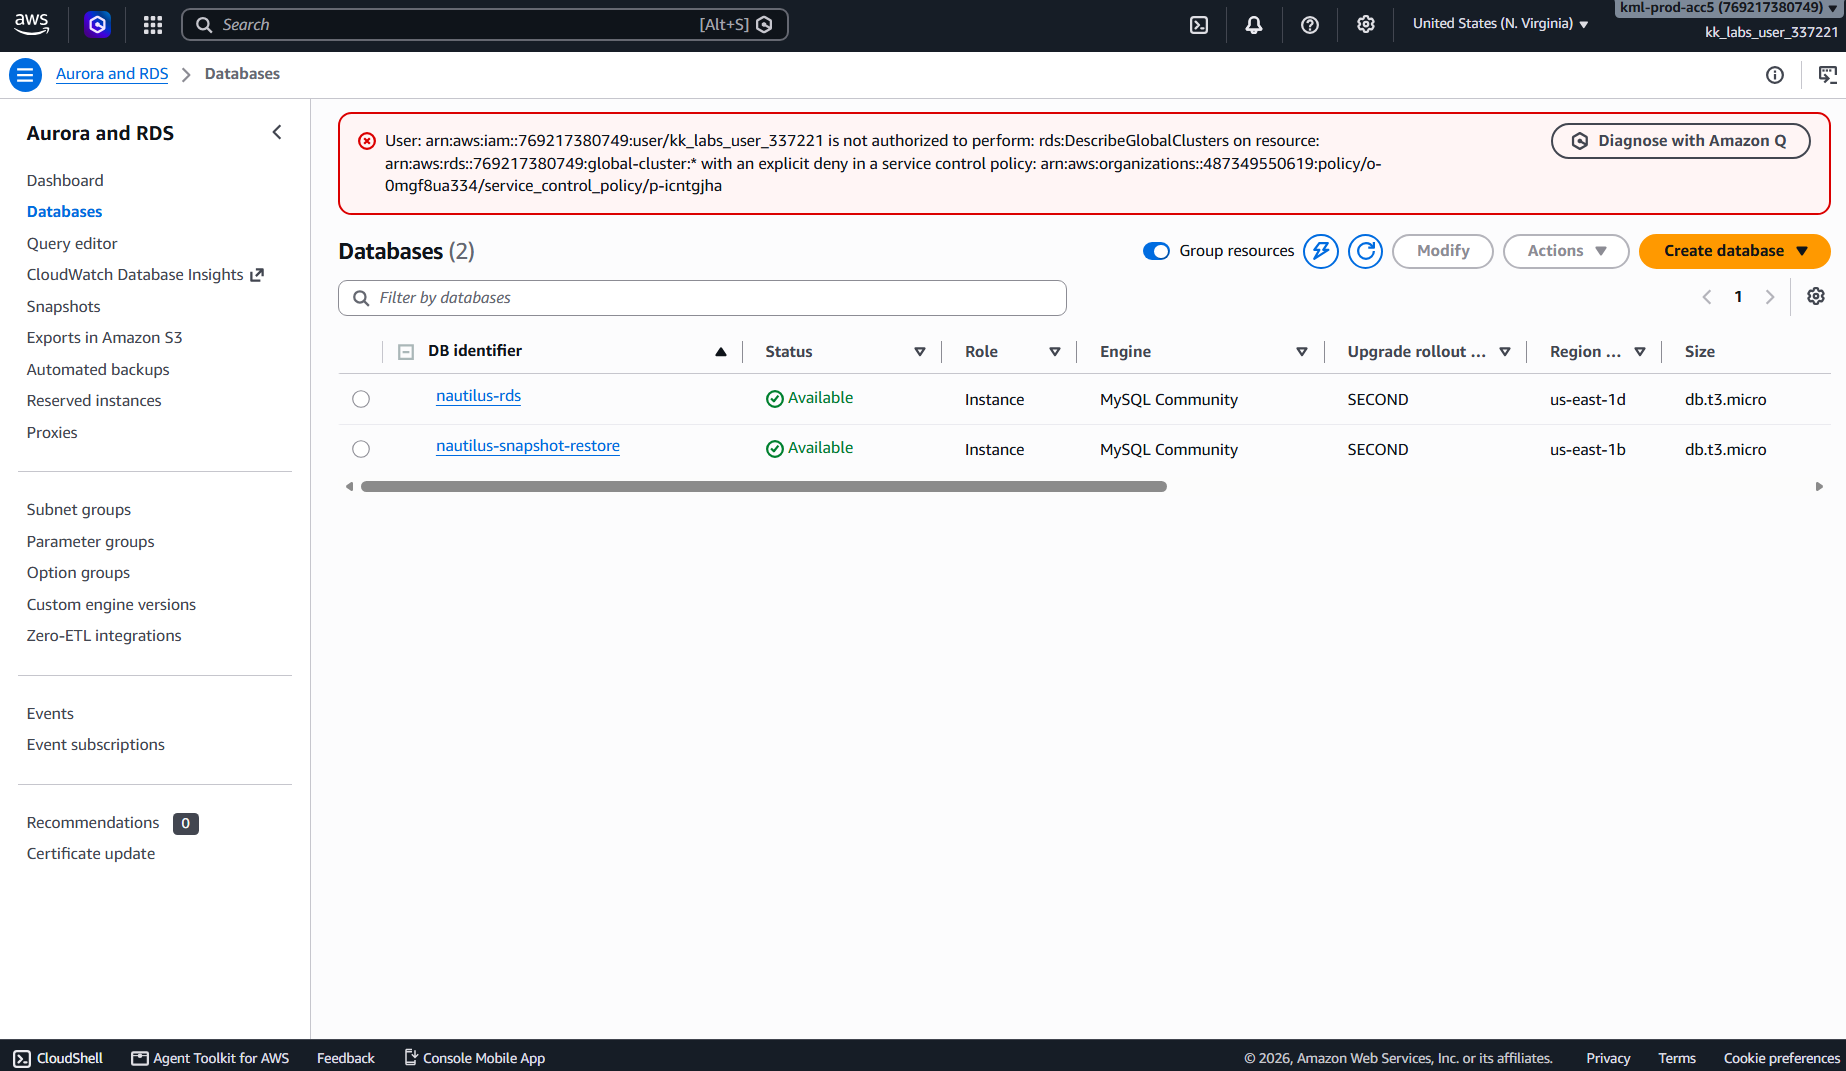 aws
Search
[Alt+S]
United States (N. Virginia)
kml-prod-acc5 (769217380749)
kk_labs_user_337221
Aurora and RDS
Databases
Aurora and RDS
Dashboard
Databases
Query editor
CloudWatch Database Insights
Snapshots
Exports in Amazon S3
Automated backups
Reserved instances
Proxies
Subnet groups
Parameter groups
Option groups
Custom engine versions
Zero-ETL integrations
Events
Event subscriptions
Recommendations 0
Certificate update
User: arn:aws:iam::769217380749:user/kk_labs_user_337221 is not authorized to perform: rds:DescribeGlobalClusters on resource:
arn:aws:rds::769217380749:global-cluster:* with an explicit deny in a service control policy: arn:aws:organizations::487349550619:policy/o-
0mgf8ua334/service_control_policy/p-icntgjha
Diagnose with Amazon Q
Databases (2)
Group resources
Modify
Actions
Create database
Filter by databases
1
DB identifier Status Role Engine Upgrade rollout ... Region ... Size
nautilus-rds Available Instance MySQL Community SECOND us-east-1d db.t3.micro
nautilus-snapshot-restore Available Instance MySQL Community SECOND us-east-1b db.t3.micro
CloudShell
Agent Toolkit for AWS
Feedback
Console Mobile App
© 2026, Amazon Web Services, Inc. or its affiliates.
Privacy
Terms
Cookie preferences